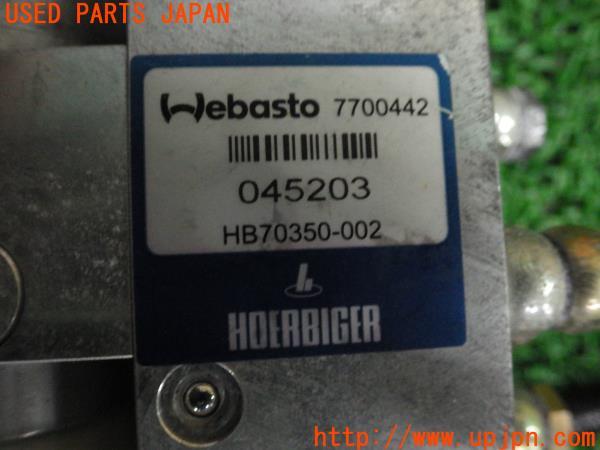 USED PARTS JAPAN
Webasto 7700442
045203
HB70350-002
HOERBIGER
http://www.upjpn.com